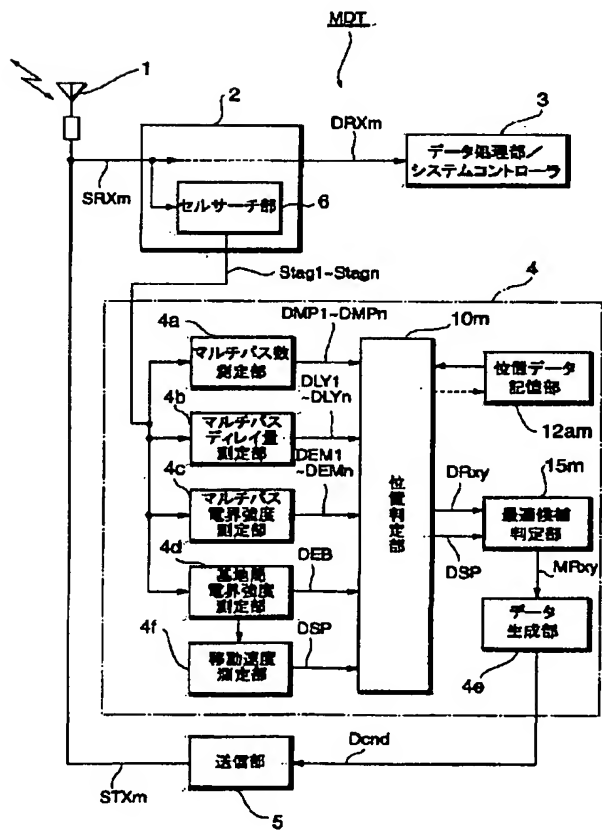 MDT
1
2
DRXm
3
データ処理部／
システムコントローラ
SRXm
セルサーチ部
6
Stag1~Stagn
4
4a
DMP1~DMPn
10m
マルチパス数
測定部
DLY1
~DLYn
位置データ
記憶部
12am
4b
マルチパス
ディレイ量
測定部
DEM1
~DEMn
4c
マルチパス
電界強度
測定部
位置判定部
DRxy
15m
最適候補
判定部
DSP
MRxy
4d
基地局
電界強度
測定部
DEB
4f
移動速度
測定部
DSP
データ
生成部
4e
Dcnd
送信部
STXm
5